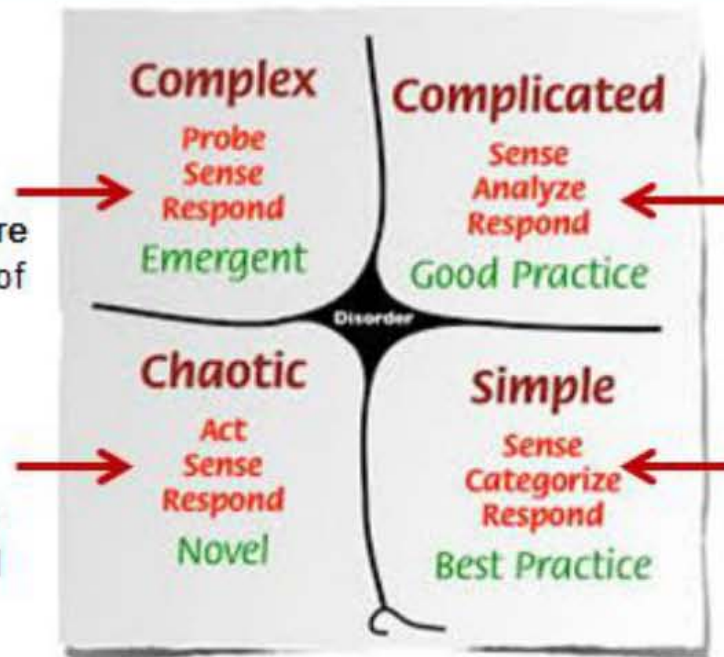 Complex
Probe
Sense
Respond
Emergent
Complicated
Sense
Analyze
Respond
Good Practice
re
of
Disorder
Chaotic
Act
Sense
Respond
Novel
Simple
Sense
Categorize
Respond
Best Practice